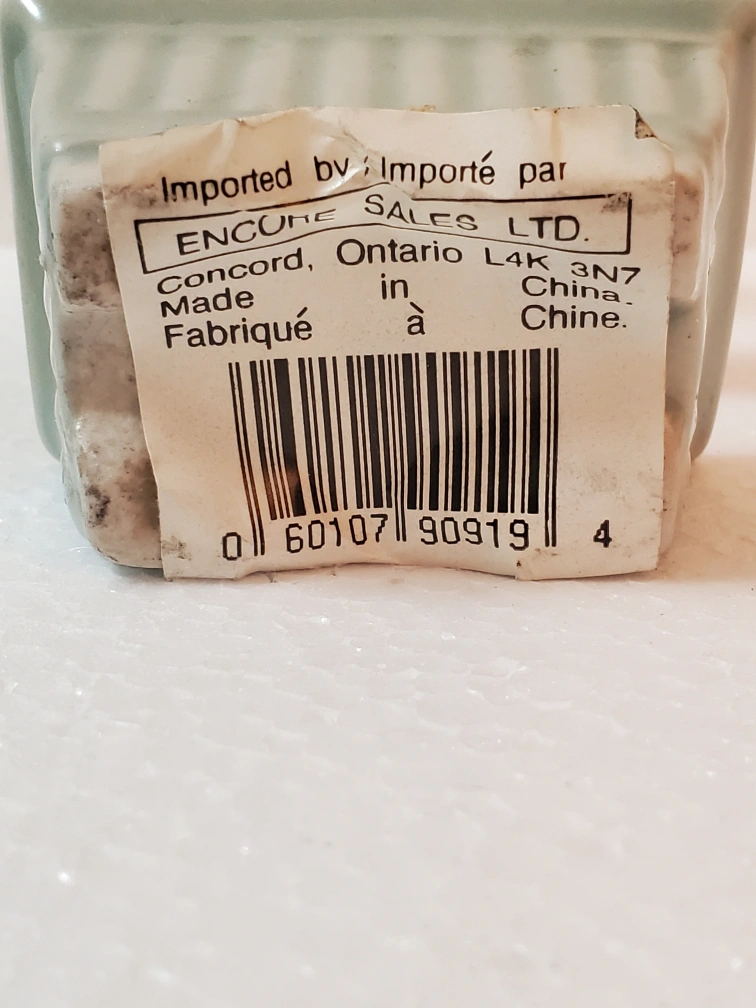 Imported by / Importé par
ENCORE SALES LTD.
Concord, Ontario L4K 3N7
Made in China.
Fabriqué à Chine.
0 60107 90919 4